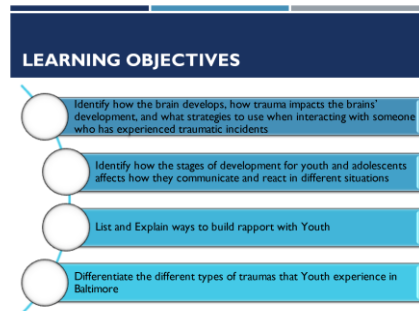 LEARNING OBJECTIVES
Identify how the brain develops, how trauma impacts the brains’
development, and what strategies to use when interacting with someone
who has experienced traumatic incidents
Identify how the stages of development for youth and adolescents
affects how they communicate and react in different situations
List and Explain ways to build rapport with Youth
Differentiate the different types of traumas that Youth experience in
Baltimore